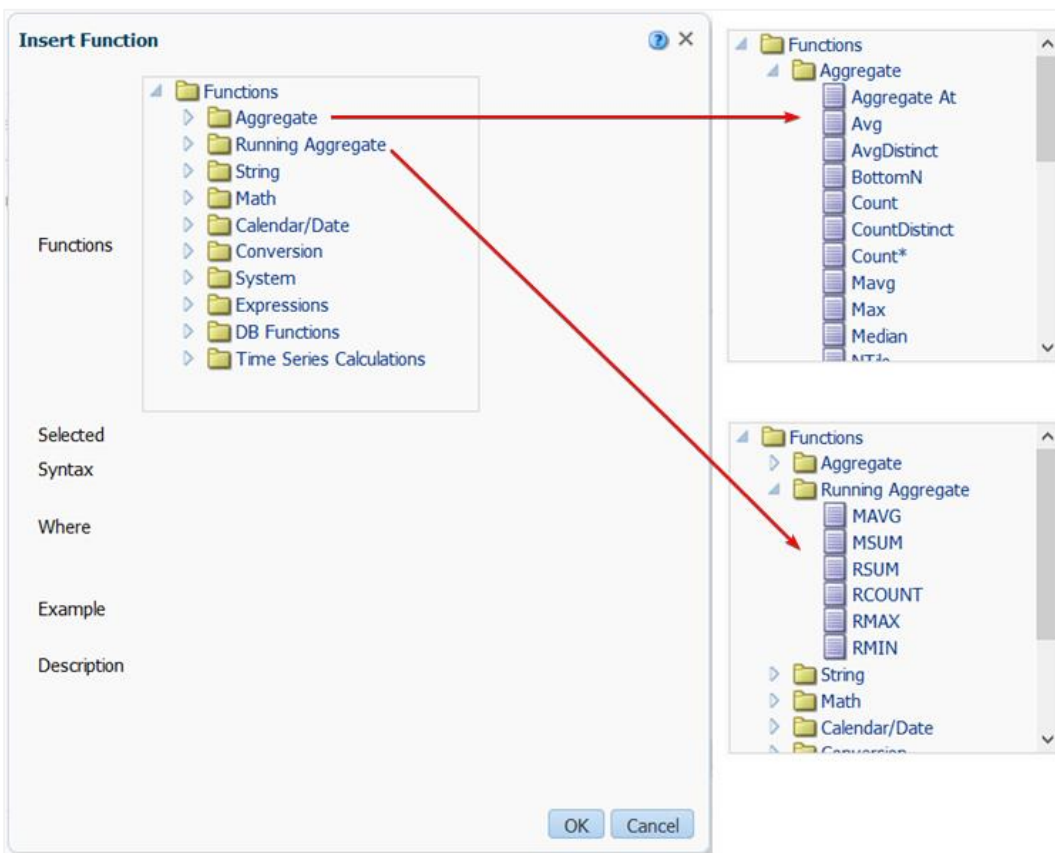 Insert Function
Functions
Functions
Aggregate
Running Aggregate
String
Math
Calendar/Date
Conversion
System
Expressions
DB Functions
Time Series Calculations
Selected
Syntax
Where
Example
Description
OK Cancel
Functions
Aggregate
Aggregate At
Avg
AvgDistinct
BottomN
Count
CountDistinct
Count*
Mavg
Max
Median
NTile
Functions
Aggregate
Running Aggregate
MAVG
MSUM
RSUM
RCOUNT
RMAX
RMIN
String
Math
Calendar/Date
Conversion